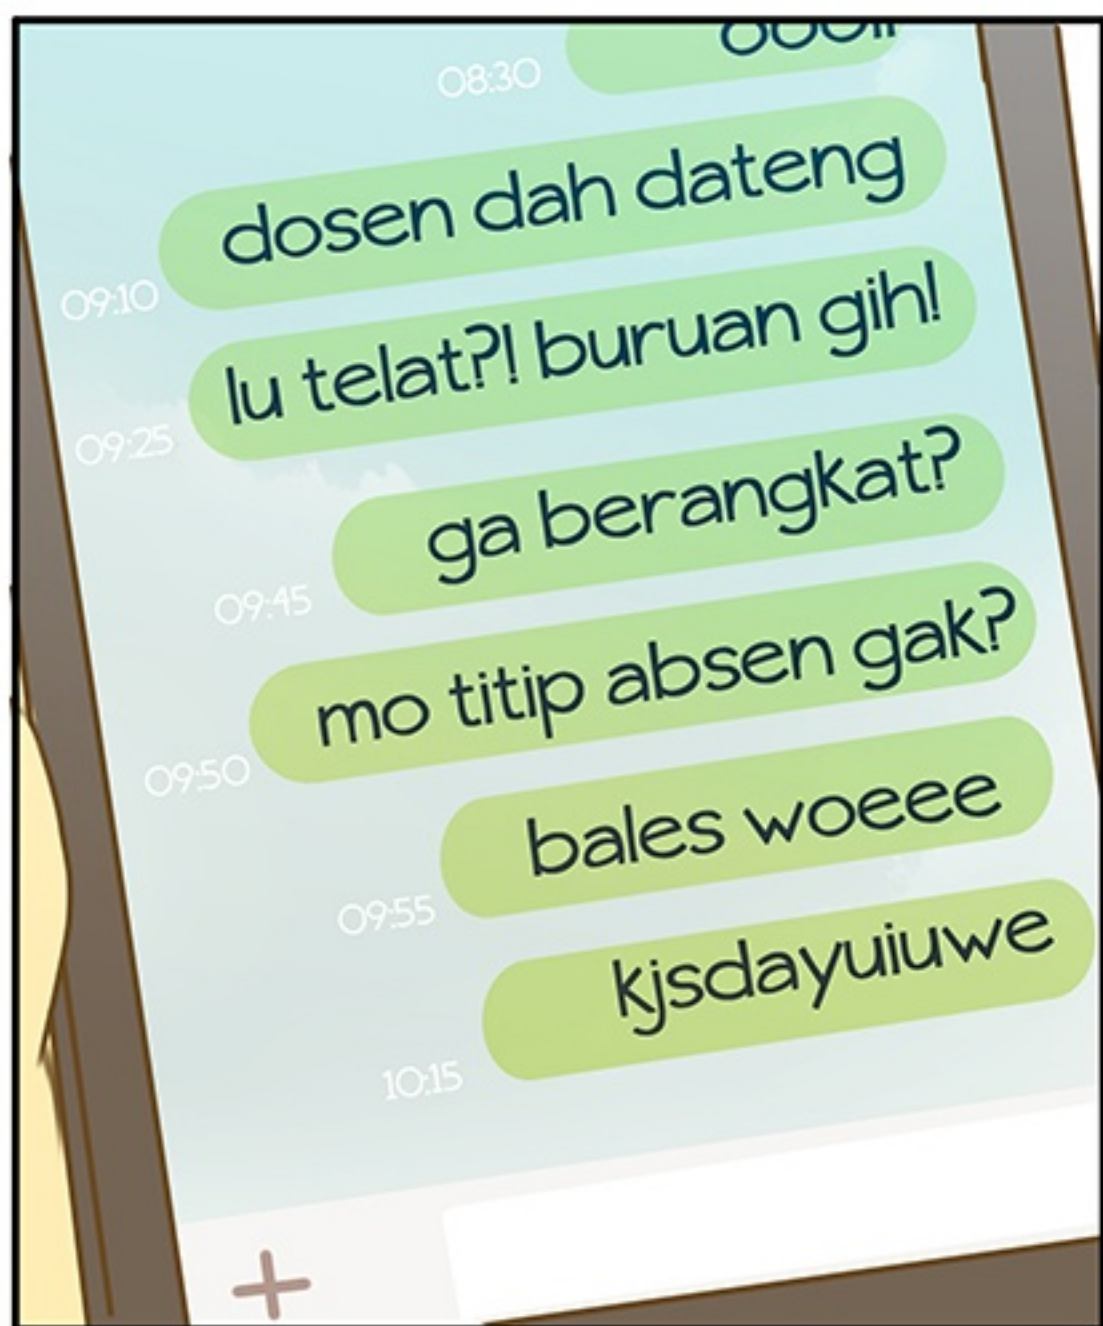 08:30
dosen dah dateng
09:10
lu telat?! buruan gih!
09:25
ga berangkat?
09:45
mo titip absen gak?
09:50
bales woeee
09:55
kjsdayuiuwe
10:15